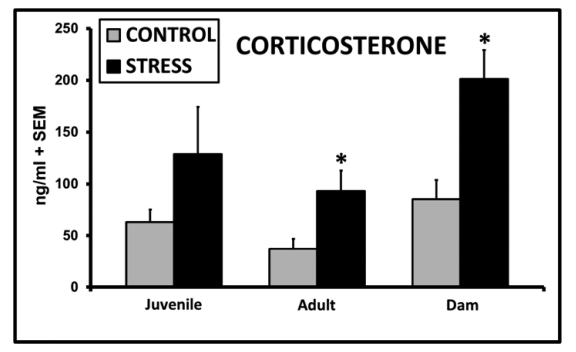 CORTICOSTERONE
CONTROL
STRESS
ng/ml + SEM
250
200
150
100
50
0
*
*
Juvenile Adult Dam